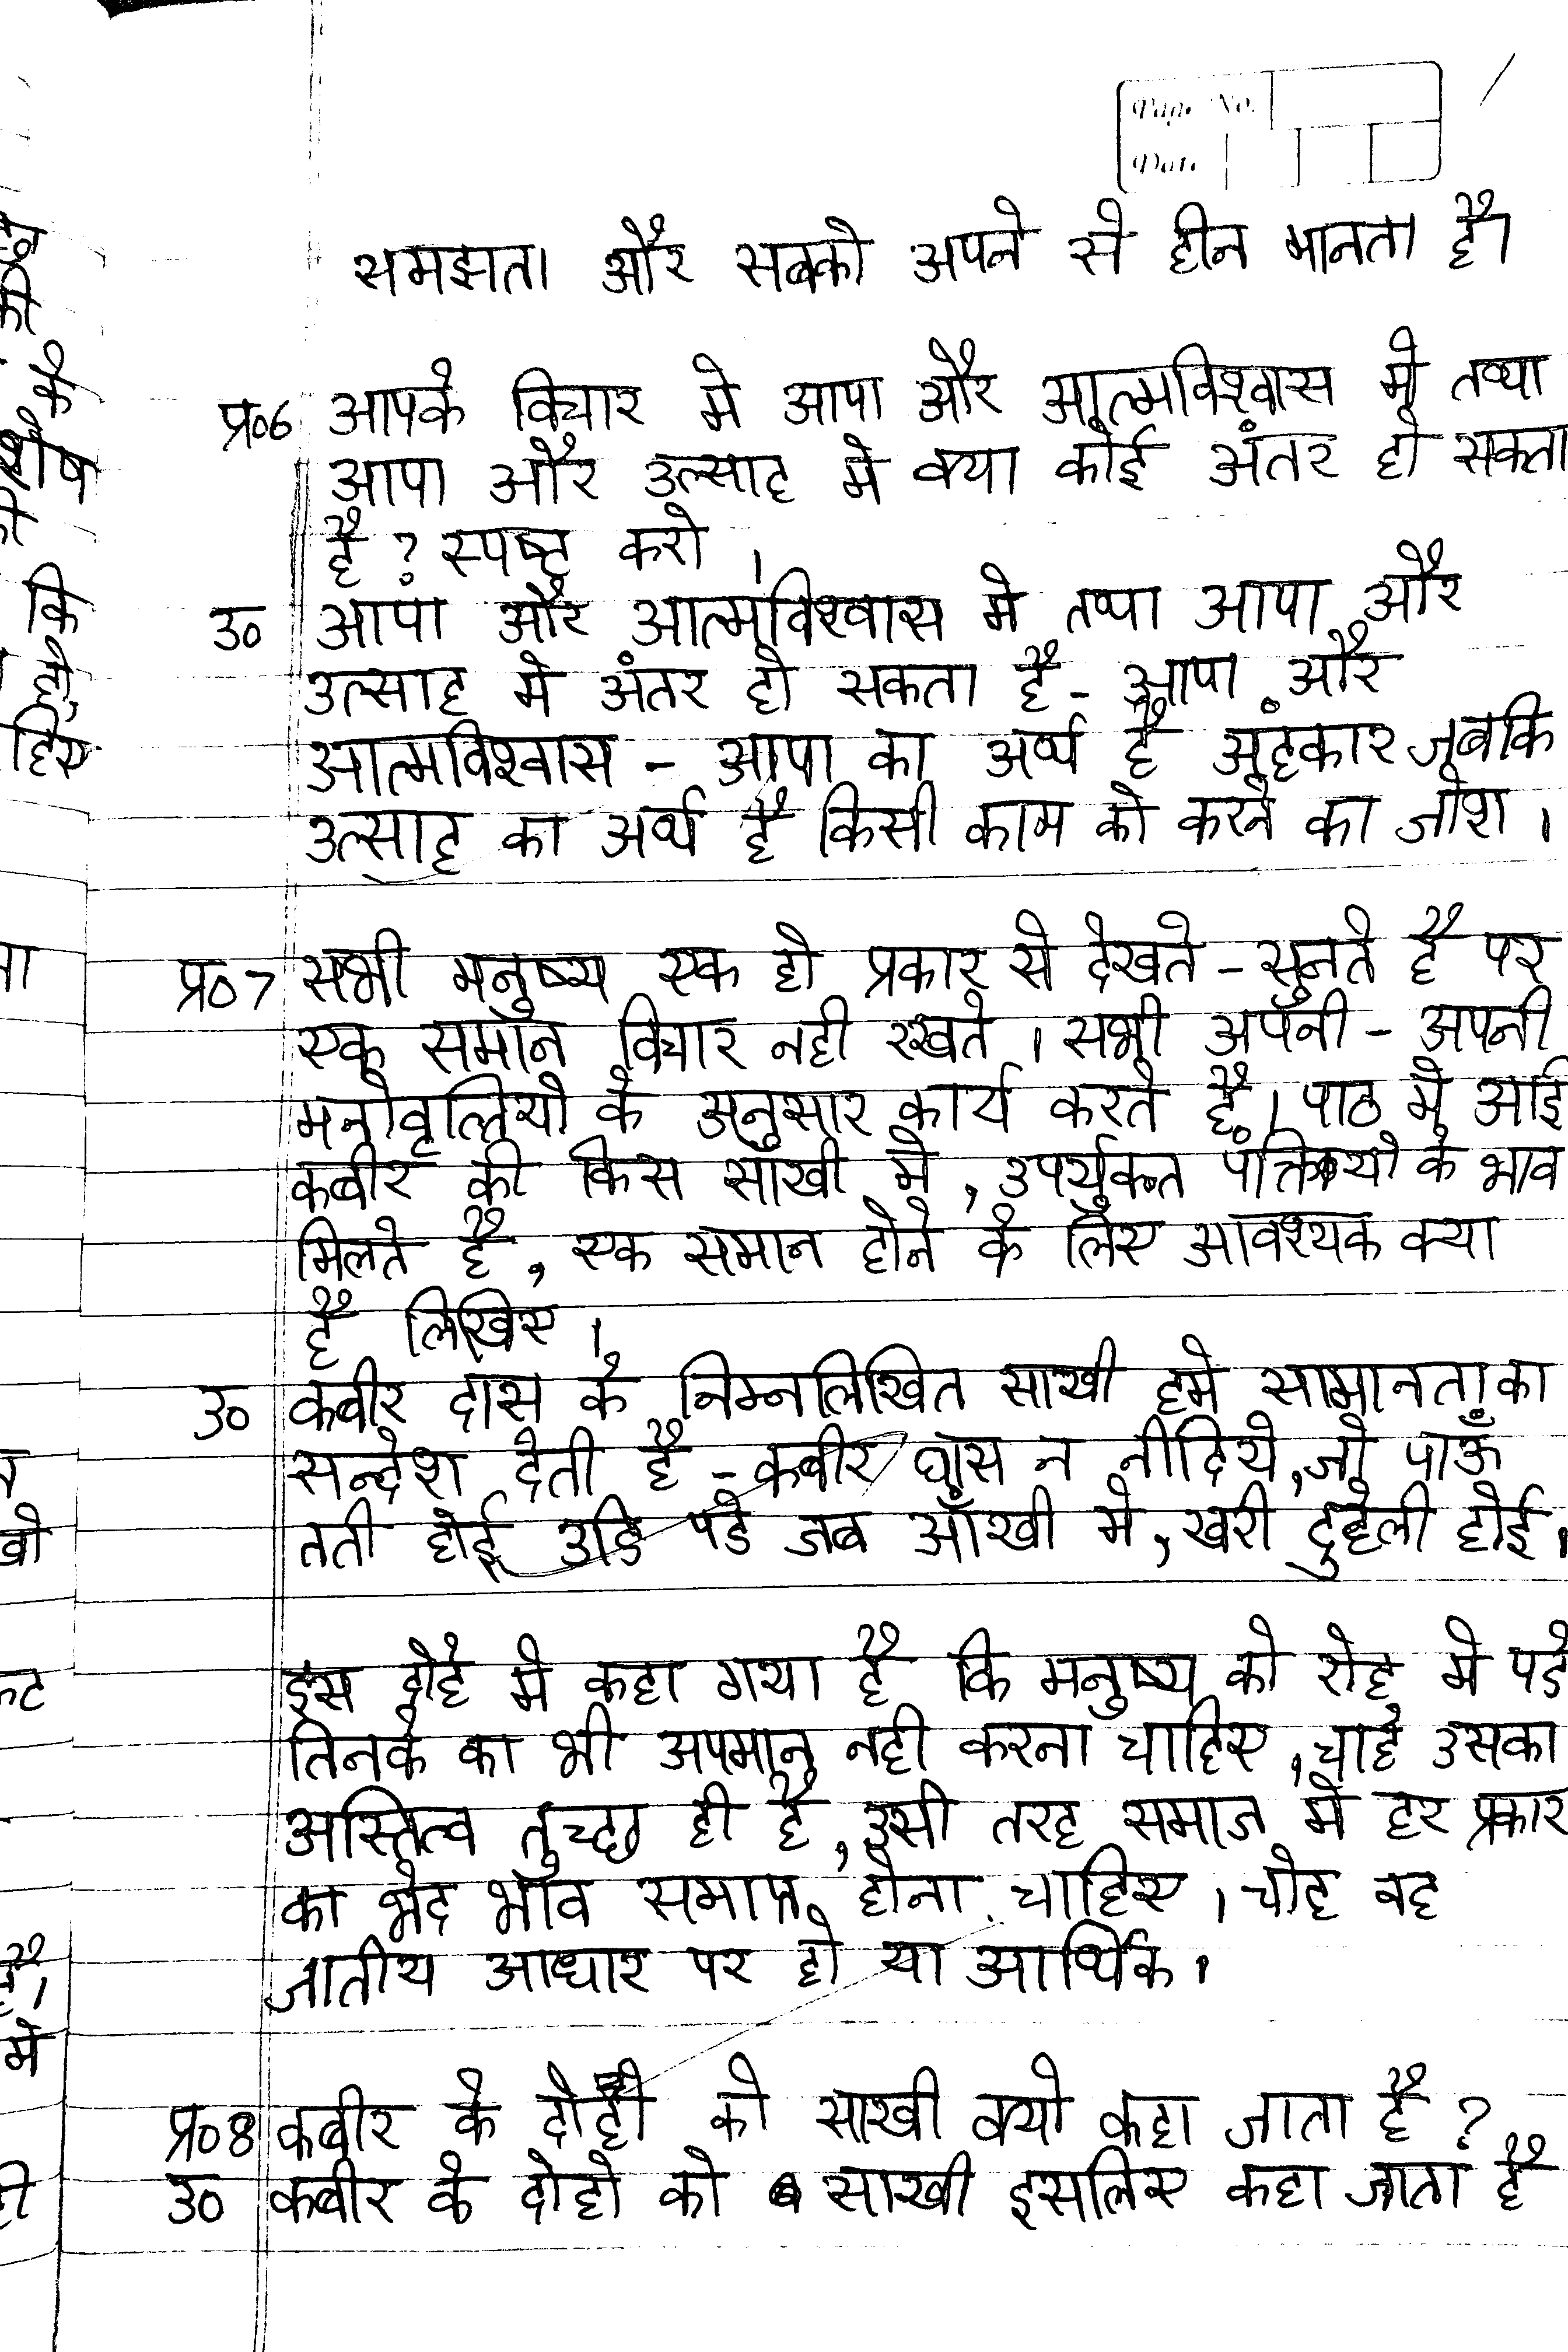 Page No.
Date
समझता और सबको अपने से हीन मानता है।
प्र०6 आपके विचार मे आपा और आत्मविश्वास मे तथा
आपा और उत्साह मे क्या कोई अंतर हो सकता
है ? स्पष्ट करो ।
उ० आपा और आत्मविश्वास मे तथा आपा और
उत्साह मे अंतर हो सकता है - आपा और
आत्मविश्वास - आपा का अर्थ है अहंकार जबकि
उत्साह का अर्थ है किसी काम को करने का जोश ।
प्र०7 सभी मनुष्य एक ही प्रकार से देखते - सुनते है पर
एक समान विचार नही रखते । सभी अपनी - अपनी
मनोवृत्तियो के अनुसार कार्य करते है। पाठ मे आई
कबीर की किस साखी मे, उपर्युक्त पंक्तियो के भाव
मिलते है, एक समान होने के लिए आवश्यक क्या
है लिखिए ।
उ० कबीर दास के निम्नलिखित साखी हमे सामानता का
सन्देश देती है - कबीर घास न नीदिये, जो पाऊँ
तती होई उडि पडे जब आँखी मे, खरी दुहेली होई।
इस दोहे मे कहा गया है कि मनुष्य को रोह मे पडे
तिनके का भी अपमान नही करना चाहिए, चाहे उसका
अस्तित्व तुच्छ ही है, उसी तरह समाज मे हर प्रकार
का भेद भाव समाप्त होना चाहिए । चोह वह
जातीय आधार पर हो या आर्थिक ।
प्र०8 कबीर के दोहो को साखी क्यो कहा जाता है ?
उ० कबीर के दोहो को साखी इसलिए कहा जाता है